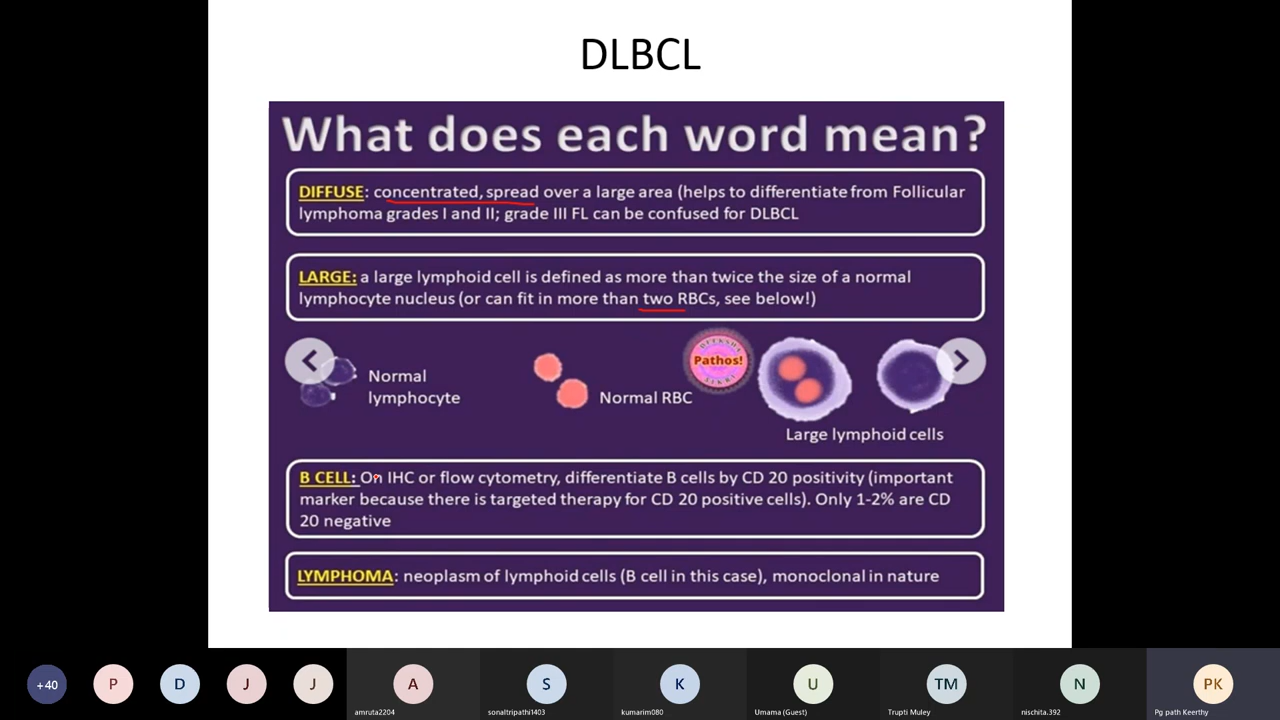 DLBCL
What does each word mean?
DIFFUSE: concentrated, spread over a large area (helps to differentiate from Follicular
lymphoma grades I and II; grade III FL can be confused for DLBCL
LARGE: a large lymphoid cell is defined as more than twice the size of a normal
lymphocyte nucleus (or can fit in more than two RBCs, see below!)
Normal
lymphocyte
Normal RBC
Pathos!
Large lymphoid cells
B CELL: On IHC or flow cytometry, differentiate B cells by CD 20 positivity (important
marker because there is targeted therapy for CD 20 positive cells). Only 1-2% are CD
20 negative
LYMPHOMA: neoplasm of lymphoid cells (B cell in this case), monoclonal in nature
+40
P
D
J
J
A
S
K
U
TM
N
PK
amruta2204
sonaltripathi1403
kumarim080
Umama (Guest)
Trupti Muley
nischita.392
Pg path Keerthy